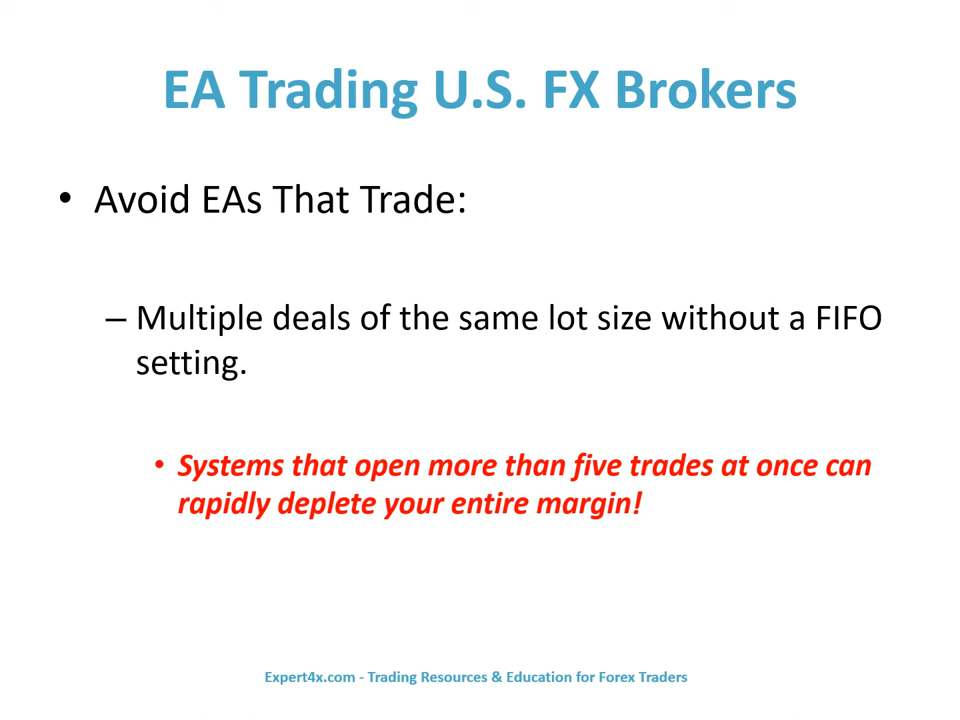 EA Trading U.S. FX Brokers
• Avoid EAs That Trade:
– Multiple deals of the same lot size without a FIFO
setting.
• Systems that open more than five trades at once can
rapidly deplete your entire margin!
Expert4x.com - Trading Resources & Education for Forex Traders